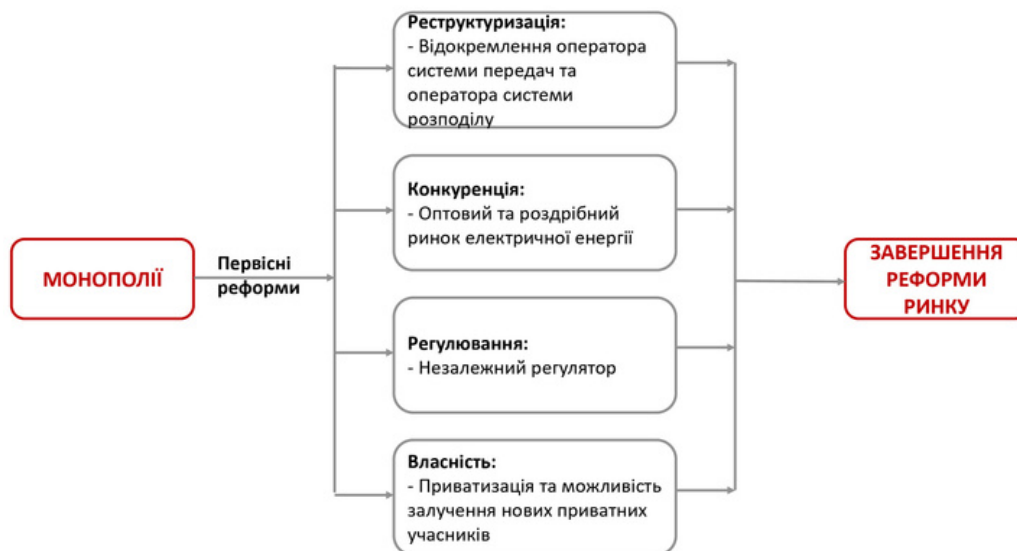 МОНОПОЛІЇ
Первісні
реформи
Реструктуризація:
- Відокремлення оператора
системи передач та
оператора системи
розподілу
Конкуренція:
- Оптовий та роздрібний
ринок електричної енергії
Регулювання:
- Незалежний регулятор
Власність:
- Приватизація та можливість
залучення нових приватних
учасників
ЗАВЕРШЕННЯ
РЕФОРМИ
РИНКУ